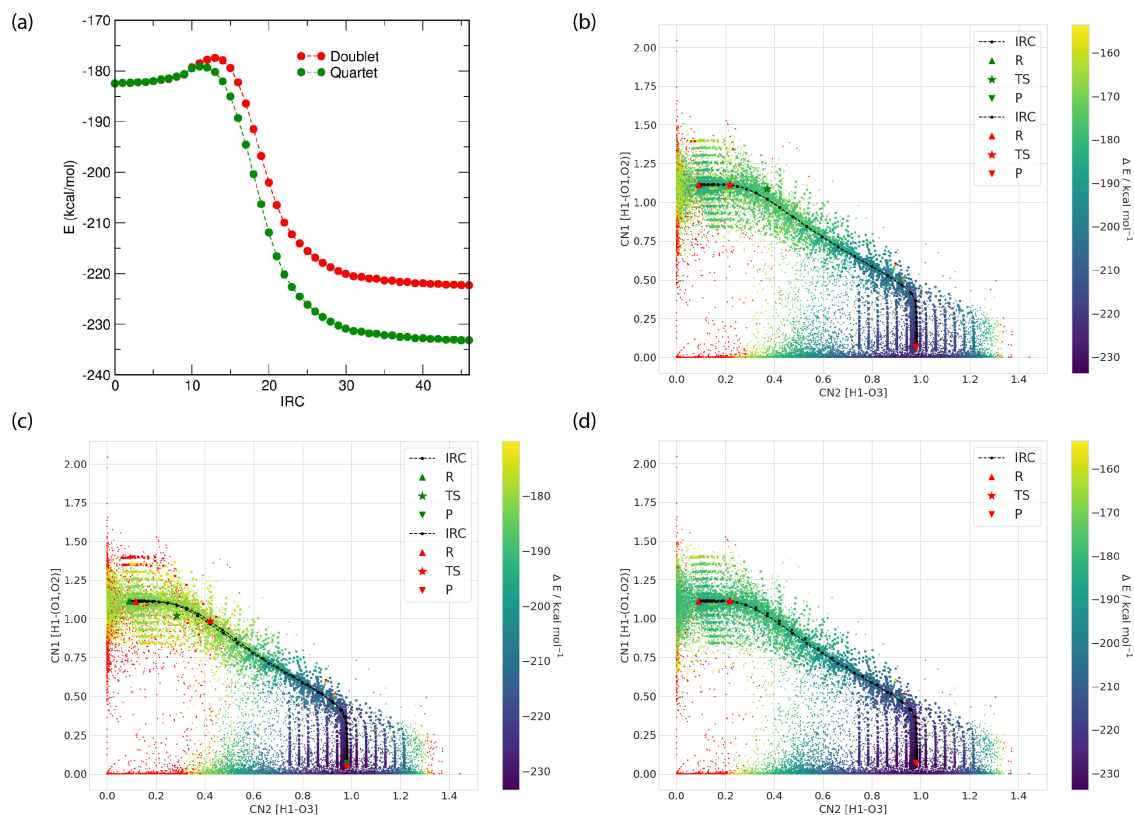 (a)
-170
-180
-190
-200
-210
-220
-230
-240
E (kcal/mol)
Doublet
Quartet
0 10 20 30 40
IRC
(b)
2.00
1.75
1.50
1.25
1.00
0.75
0.50
0.25
0.00
CN1 [H1-(O1,O2)]
IRC
R
TS
P
IRC
R
TS
P
0.0 0.2 0.4 0.6 0.8 1.0 1.2 1.4
CN2 [H1-O3]
−160
−170
−180
−190
−200
−210
−220
−230
Δ E / kcal mol⁻¹
(c)
2.00
1.75
1.50
1.25
1.00
0.75
0.50
0.25
0.00
CN1 [H1-(O1,O2)]
IRC
R
TS
P
IRC
R
TS
P
0.0 0.2 0.4 0.6 0.8 1.0 1.2 1.4
CN2 [H1-O3]
−180
−190
−200
−210
−220
−230
Δ E / kcal mol⁻¹
(d)
2.00
1.75
1.50
1.25
1.00
0.75
0.50
0.25
0.00
CN1 [H1-(O1,O2)]
IRC
R
TS
P
0.0 0.2 0.4 0.6 0.8 1.0 1.2 1.4
CN2 [H1-O3]
−160
−170
−180
−190
−200
−210
−220
−230
Δ E / kcal mol⁻¹